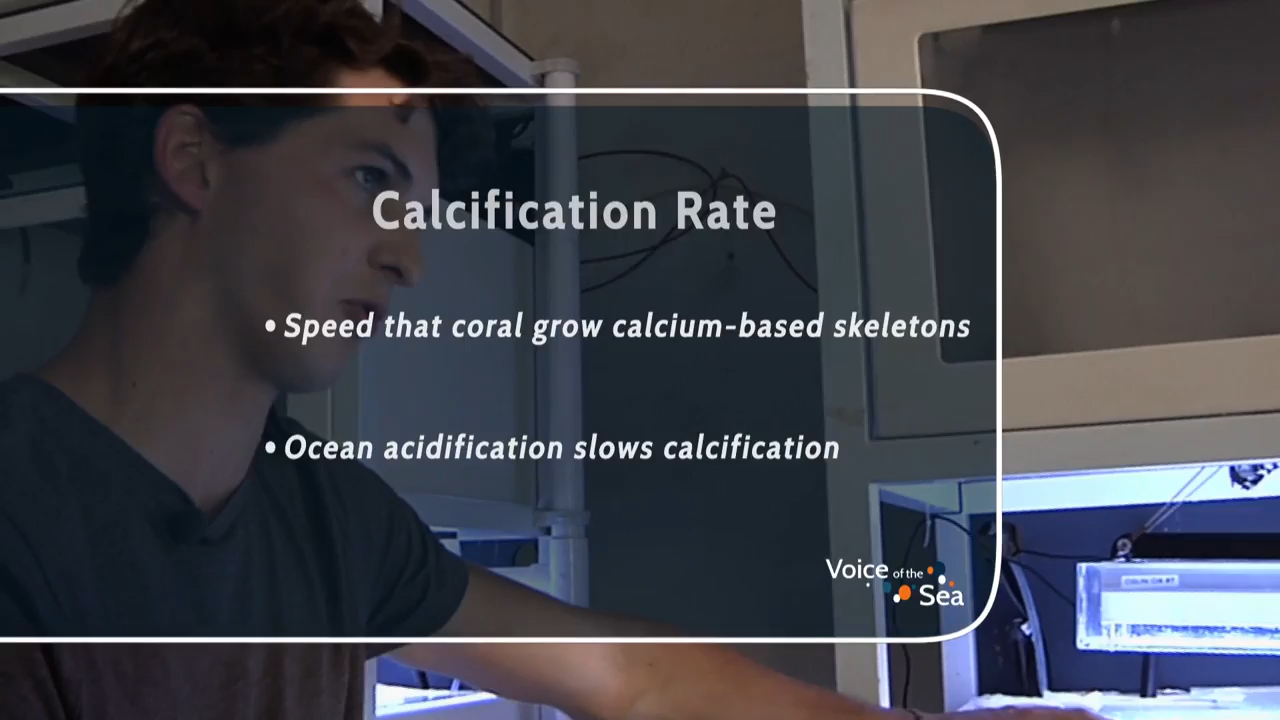 Calcification Rate
• Speed that coral grow calcium-based skeletons
• Ocean acidification slows calcification
Voice of the
Sea